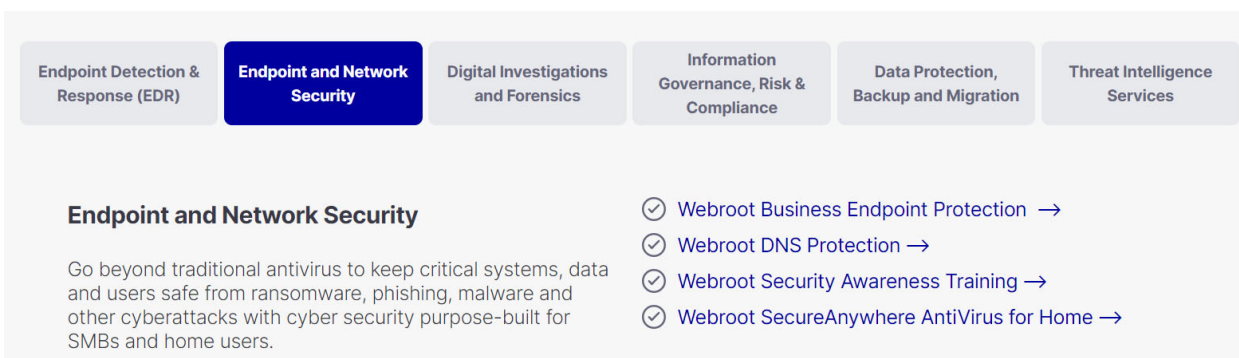 Endpoint Detection &
Response (EDR)
Endpoint and Network
Security
Digital Investigations
and Forensics
Information
Governance, Risk &
Compliance
Data Protection,
Backup and Migration
Threat Intelligence
Services
Endpoint and Network Security
Go beyond traditional antivirus to keep critical systems, data
and users safe from ransomware, phishing, malware and
other cyberattacks with cyber security purpose-built for
SMBs and home users.
Webroot Business Endpoint Protection →
Webroot DNS Protection →
Webroot Security Awareness Training →
Webroot SecureAnywhere AntiVirus for Home →